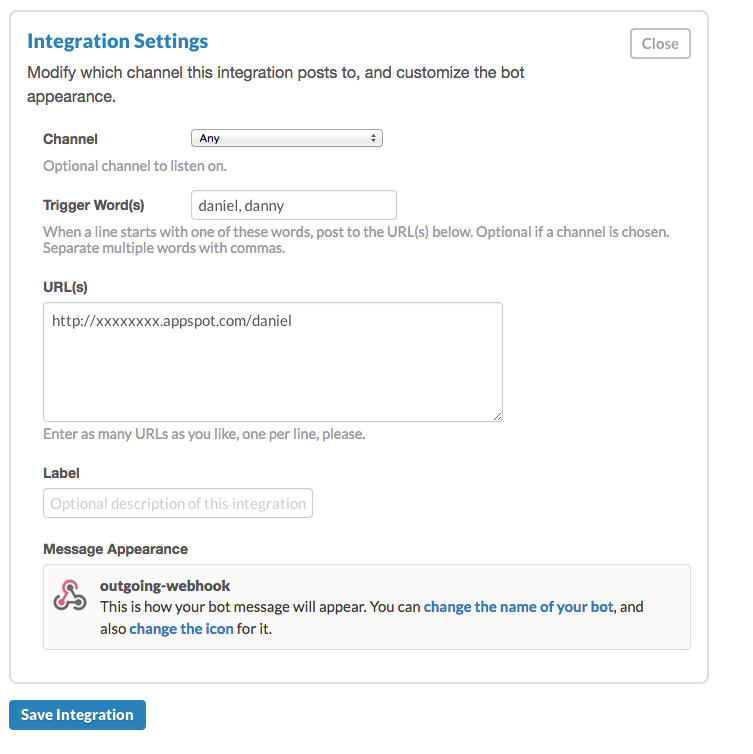 Integration Settings
Close
Modify which channel this integration posts to, and customize the bot
appearance.
Channel
Any
Optional channel to listen on.
Trigger Word(s)
daniel, danny
When a line starts with one of these words, post to the URL(s) below. Optional if a channel is chosen.
Separate multiple words with commas.
URL(s)
http://xxxxxxxx.appspot.com/daniel
Enter as many URLs as you like, one per line, please.
Label
Optional description of this integration
Message Appearance
outgoing-webhook
This is how your bot message will appear. You can change the name of your bot, and
also change the icon for it.
Save Integration